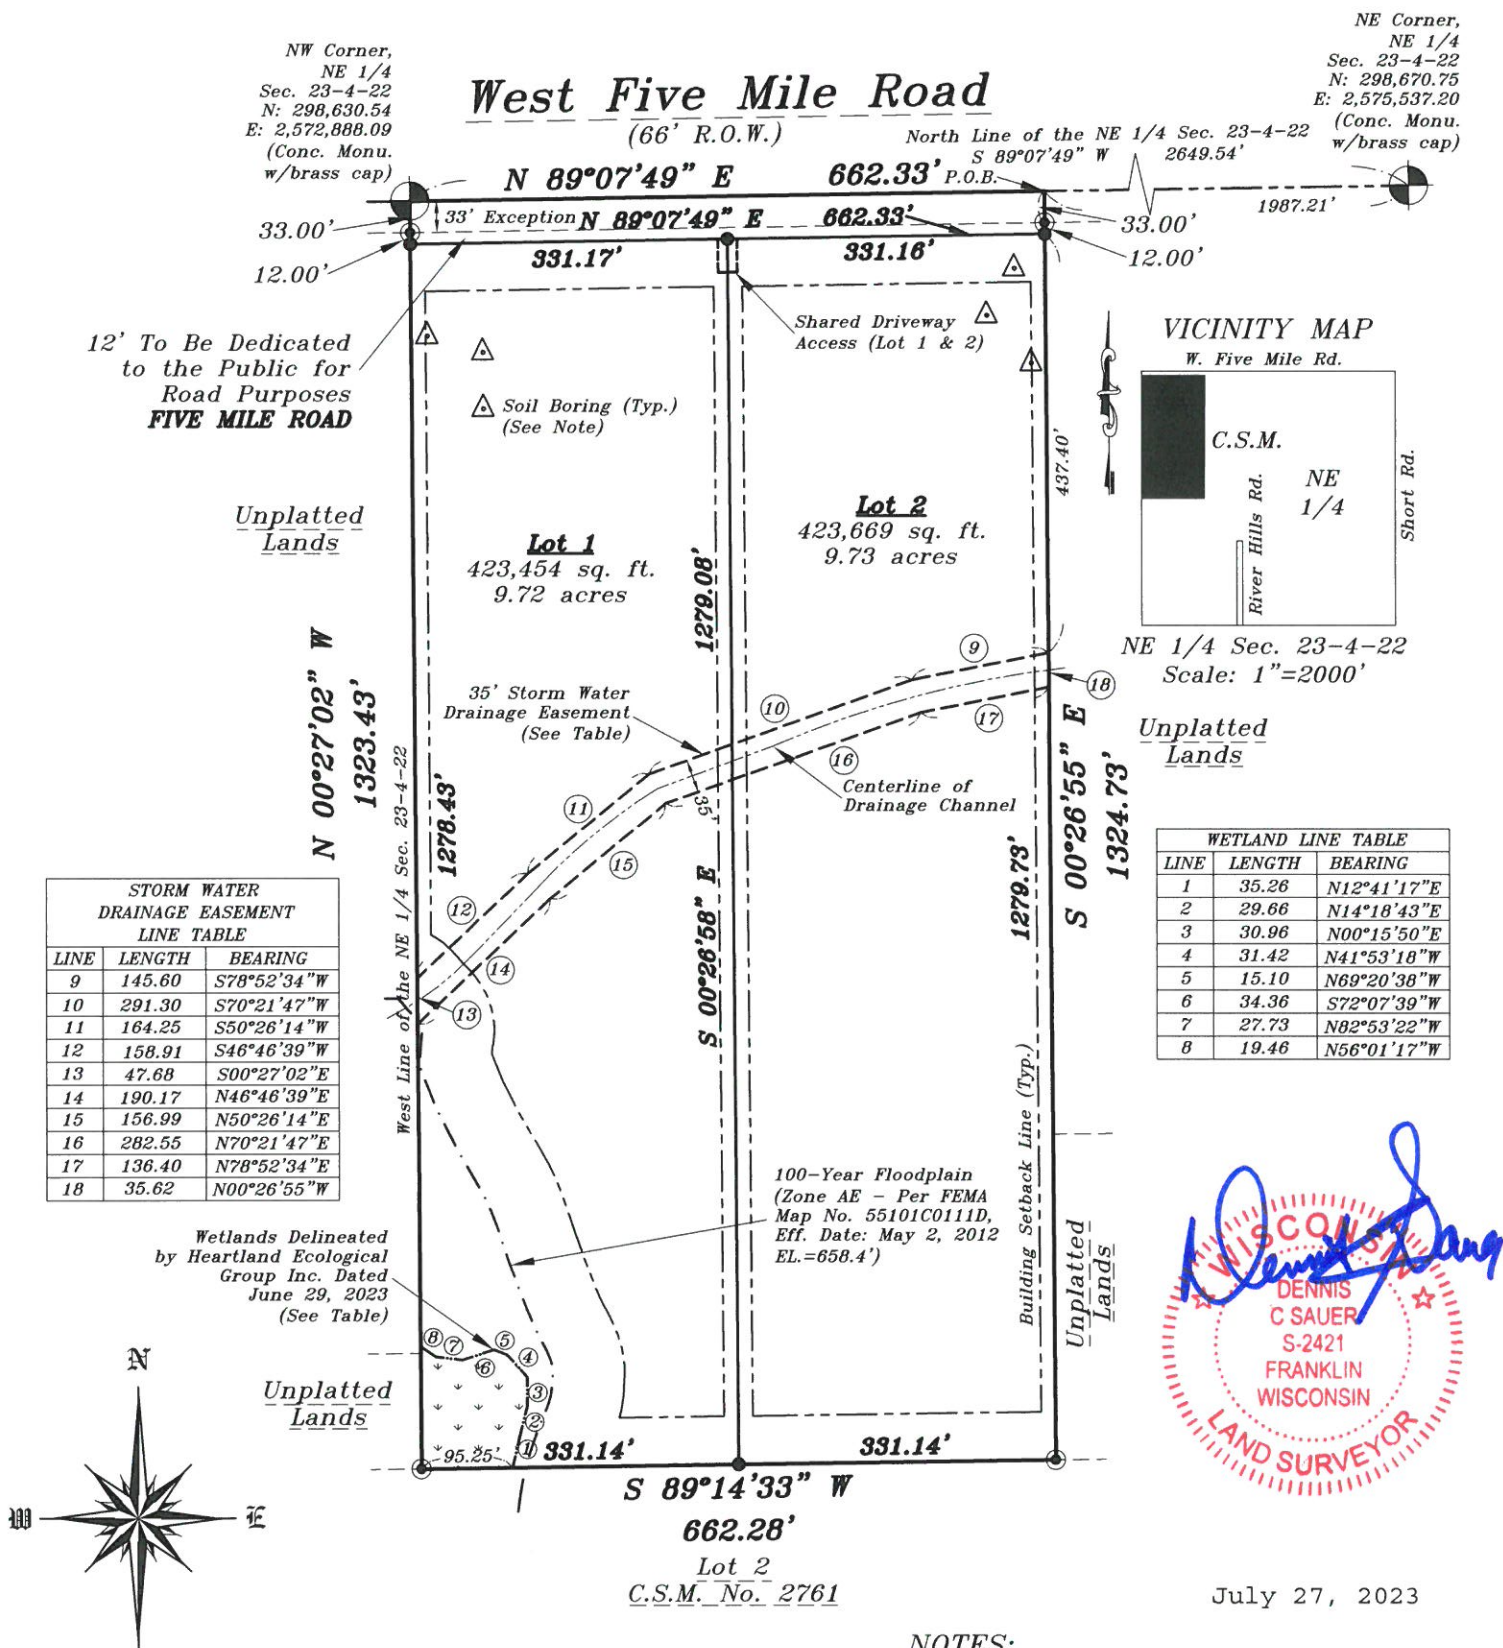 NW Corner,
NE 1/4
Sec. 23-4-22
N: 298,630.54
E: 2,572,888.09
(Conc. Monu.
w/brass cap)
West Five Mile Road
(66' R.O.W.)
NE Corner,
NE 1/4
Sec. 23-4-22
N: 298,670.75
E: 2,575,537.20
(Conc. Monu.
w/brass cap)
North Line of the NE 1/4 Sec. 23-4-22
S 89°07'49" W 2649.54'
N 89°07'49" E 662.33'
P.O.B.
1987.21'
33.00'
33' Exception
N 89°07'49" E 662.33'
33.00'
12.00'
331.17'
331.16'
12.00'
12' To Be Dedicated
to the Public for
Road Purposes
FIVE MILE ROAD
Shared Driveway
Access (Lot 1 & 2)
Soil Boring (Typ.)
(See Note)
VICINITY MAP
W. Five Mile Rd.
C.S.M.
NE
1/4
River Hills Rd.
Short Rd.
NE 1/4 Sec. 23-4-22
Scale: 1"=2000'
437.40'
Unplatted
Lands
Lot 1
423,454 sq. ft.
9.72 acres
Lot 2
423,669 sq. ft.
9.73 acres
1279.08'
N 00°27'02" W
1323.43'
1278.43'
West Line of the NE 1/4 Sec. 23-4-22
35' Storm Water
Drainage Easement
(See Table)
35'
9
10
11
12
13
14
15
16
17
18
Centerline of
Drainage Channel
Unplatted
Lands
S 00°26'55" E
1324.73'
1279.73'
S 00°26'58" E
STORM WATER
DRAINAGE EASEMENT
LINE TABLE
LINE LENGTH BEARING
9 145.60 S78°52'34"W
10 291.30 S70°21'47"W
11 164.25 S50°26'14"W
12 158.91 S46°46'39"W
13 47.68 S00°27'02"E
14 190.17 N46°46'39"E
15 156.99 N50°26'14"E
16 282.55 N70°21'47"E
17 136.40 N78°52'34"E
18 35.62 N00°26'55"W
WETLAND LINE TABLE
LINE LENGTH BEARING
1 35.26 N12°41'17"E
2 29.66 N14°18'43"E
3 30.96 N00°15'50"E
4 31.42 N41°53'18"W
5 15.10 N69°20'38"W
6 34.36 S72°07'39"W
7 27.73 N82°53'22"W
8 19.46 N56°01'17"W
Building Setback Line (Typ.)
100-Year Floodplain
(Zone AE - Per FEMA
Map No. 55101C0111D,
Eff. Date: May 2, 2012
EL.=658.4')
Wetlands Delineated
by Heartland Ecological
Group Inc. Dated
June 29, 2023
(See Table)
8
7
6
5
4
3
2
1
Unplatted
Lands
Unplatted
Lands
95.25'
331.14'
331.14'
S 89°14'33" W
662.28'
Lot 2
C.S.M. No. 2761
N
W
E
WISCONSIN
DENNIS
C SAUER
S-2421
FRANKLIN
WISCONSIN
LAND SURVEYOR
Dennis Sauer
July 27, 2023
NOTES: